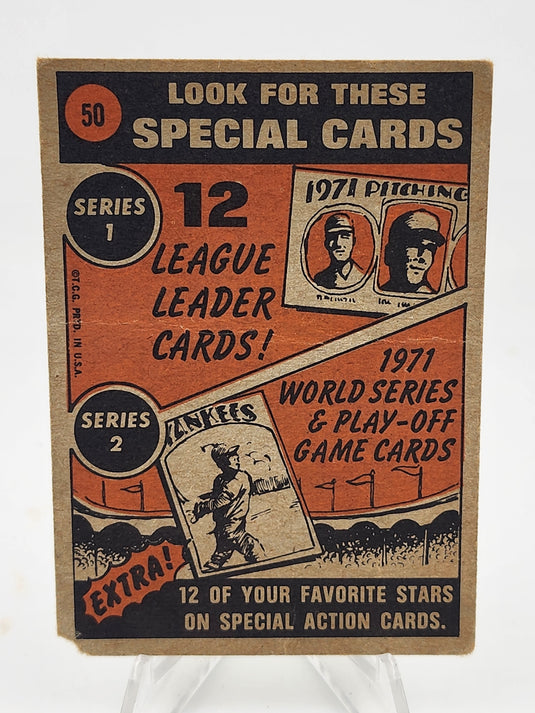 50
LOOK FOR THESE
SPECIAL CARDS
SERIES
1
12
LEAGUE
LEADER
CARDS!
1971 PITCHING
©T.C.G. PR'D. IN U.S.A.
1971
WORLD SERIES
& PLAY-OFF
GAME CARDS
SERIES
2
YANKEES
EXTRA!
12 OF YOUR FAVORITE STARS
ON SPECIAL ACTION CARDS.